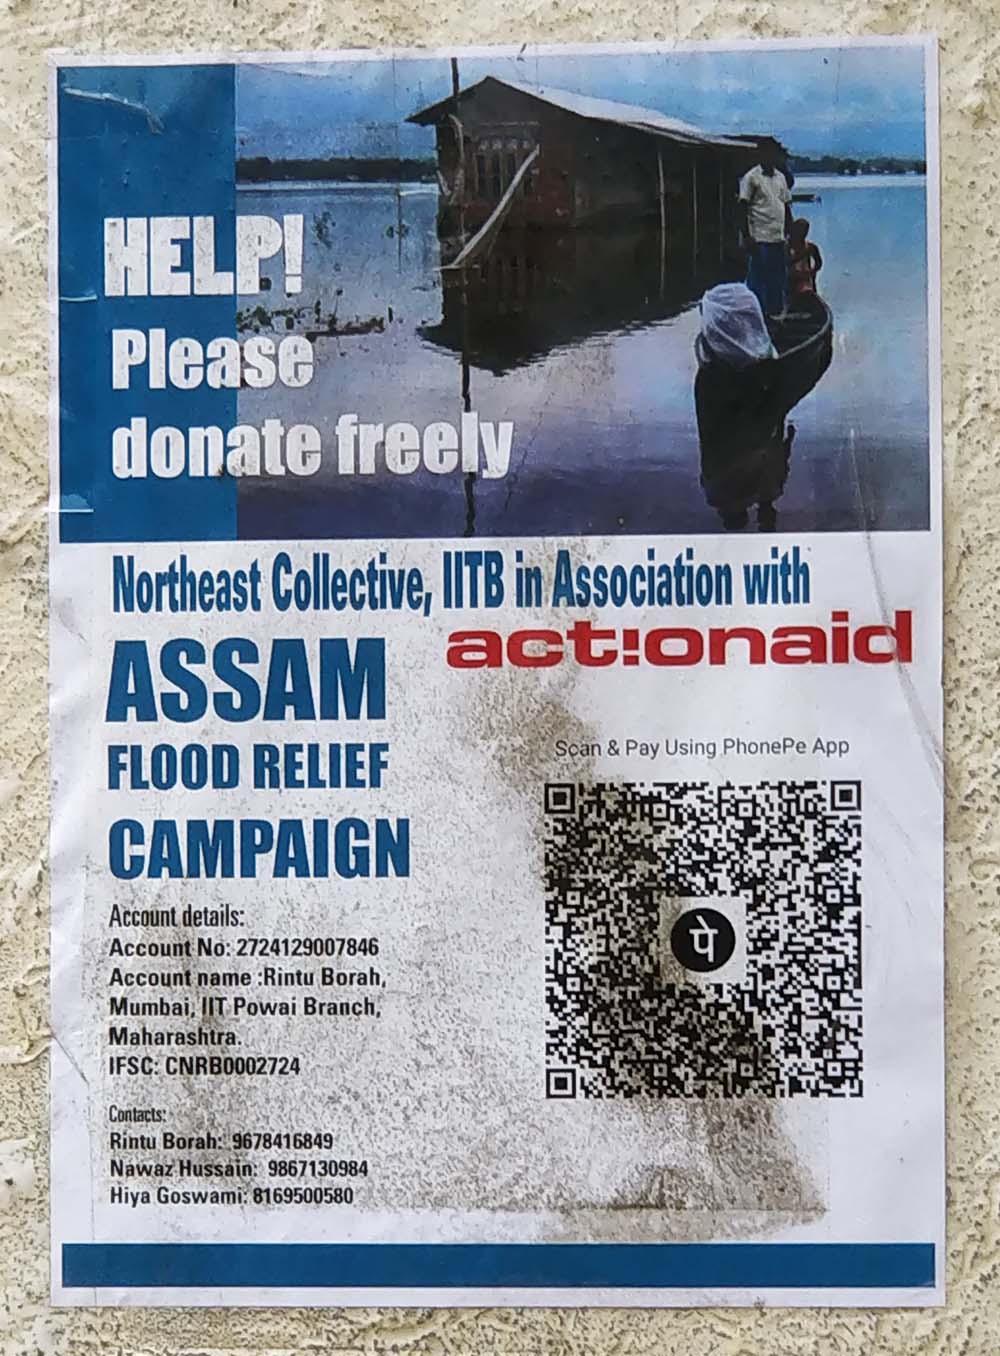 HELP!
Please
donate freely
Northeast Collective, IITB in Association with
act!onaid
ASSAM
FLOOD RELIEF
CAMPAIGN
Scan & Pay Using PhonePe App
पे
Account details:
Account No: 2724129007846
Account name :Rintu Borah,
Mumbai, IIT Powai Branch,
Maharashtra.
IFSC: CNRB0002724
Contacts:
Rintu Borah: 9678416849
Nawaz Hussain: 9867130984
Hiya Goswami: 8169500580